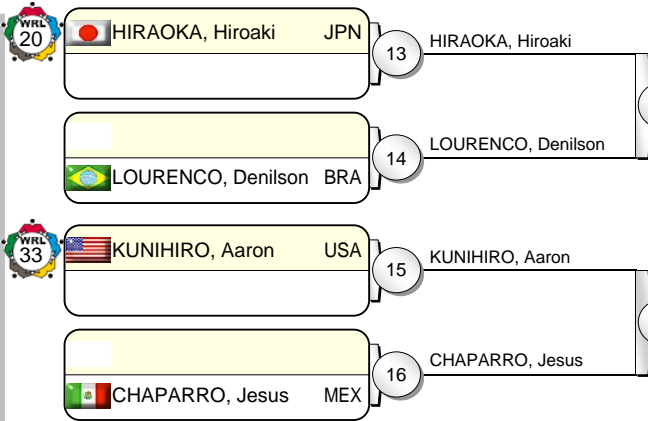 WRL
20
HIRAOKA, Hiroaki JPN
13
HIRAOKA, Hiroaki
LOURENCO, Denilson BRA
14
LOURENCO, Denilson
WRL
33
KUNIHIRO, Aaron USA
15
KUNIHIRO, Aaron
CHAPARRO, Jesus MEX
16
CHAPARRO, Jesus